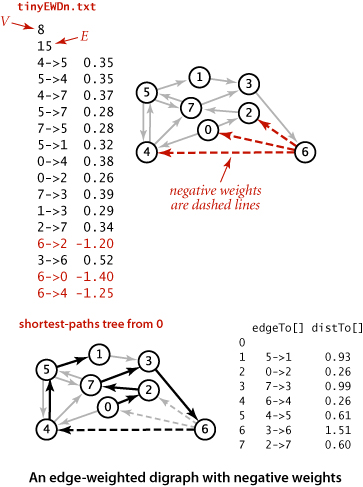 tinyEWDn.txt
V
8
15
E
4->5 0.35
5->4 0.35
4->7 0.37
5->7 0.28
7->5 0.28
5->1 0.32
0->4 0.38
0->2 0.26
7->3 0.39
1->3 0.29
2->7 0.34
6->2 -1.20
3->6 0.52
6->0 -1.40
6->4 -1.25
1
3
5
7
2
0
4
6
negative weights
are dashed lines
shortest-paths tree from 0
1
3
5
7
2
0
4
6
edgeTo[] distTo[]
0
1 5->1 0.93
2 0->2 0.26
3 7->3 0.99
4 6->4 0.26
5 4->5 0.61
6 3->6 1.51
7 2->7 0.60
An edge-weighted digraph with negative weights